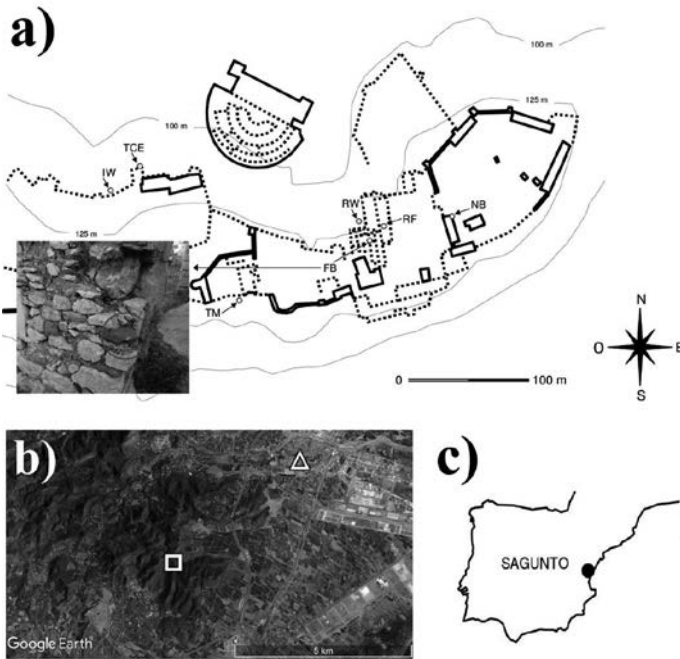 a)
100 m
125 m
100 m
TCE
IW
RW
RF
NB
125 m
FB
TM
N
O E
S
0 100 m
b)
Google Earth
5 km
c)
SAGUNTO